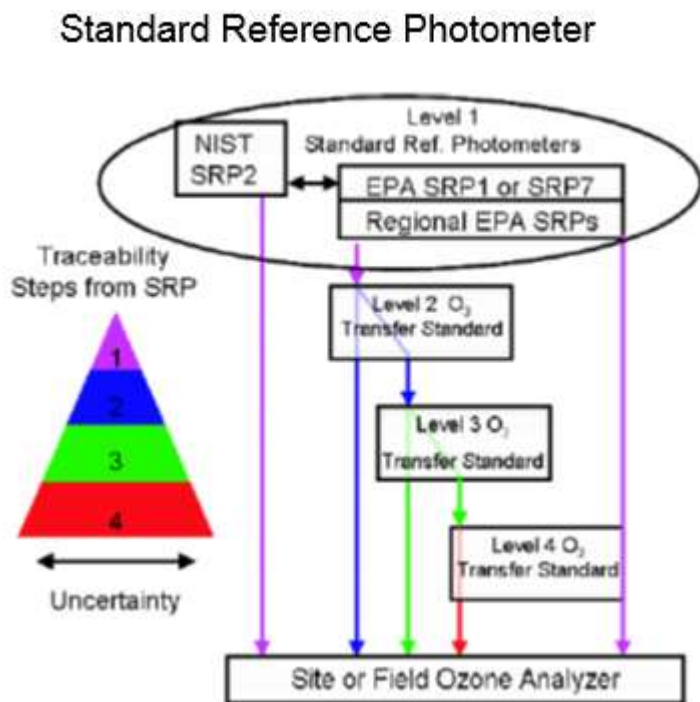 Standard Reference Photometer
Level 1
Standard Ref. Photometers
NIST
SRP2
EPA SRP1 or SRP7
Regional EPA SRPs
Traceability
Steps from SRP
1
2
3
4
Uncertainty
Level 2 O₃
Transfer Standard
Level 3 O₃
Transfer Standard
Level 4 O₃
Transfer Standard
Site or Field Ozone Analyzer